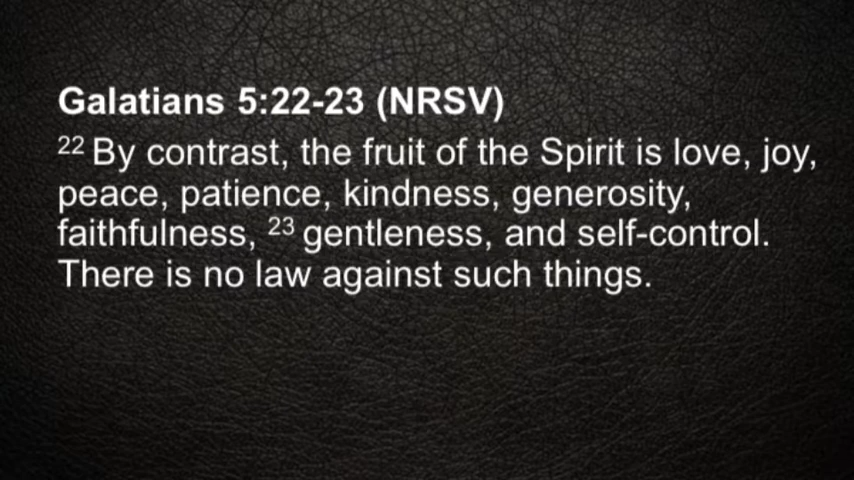 Galatians 5:22-23 (NRSV)
22 By contrast, the fruit of the Spirit is love, joy,
peace, patience, kindness, generosity,
faithfulness, 23 gentleness, and self-control.
There is no law against such things.